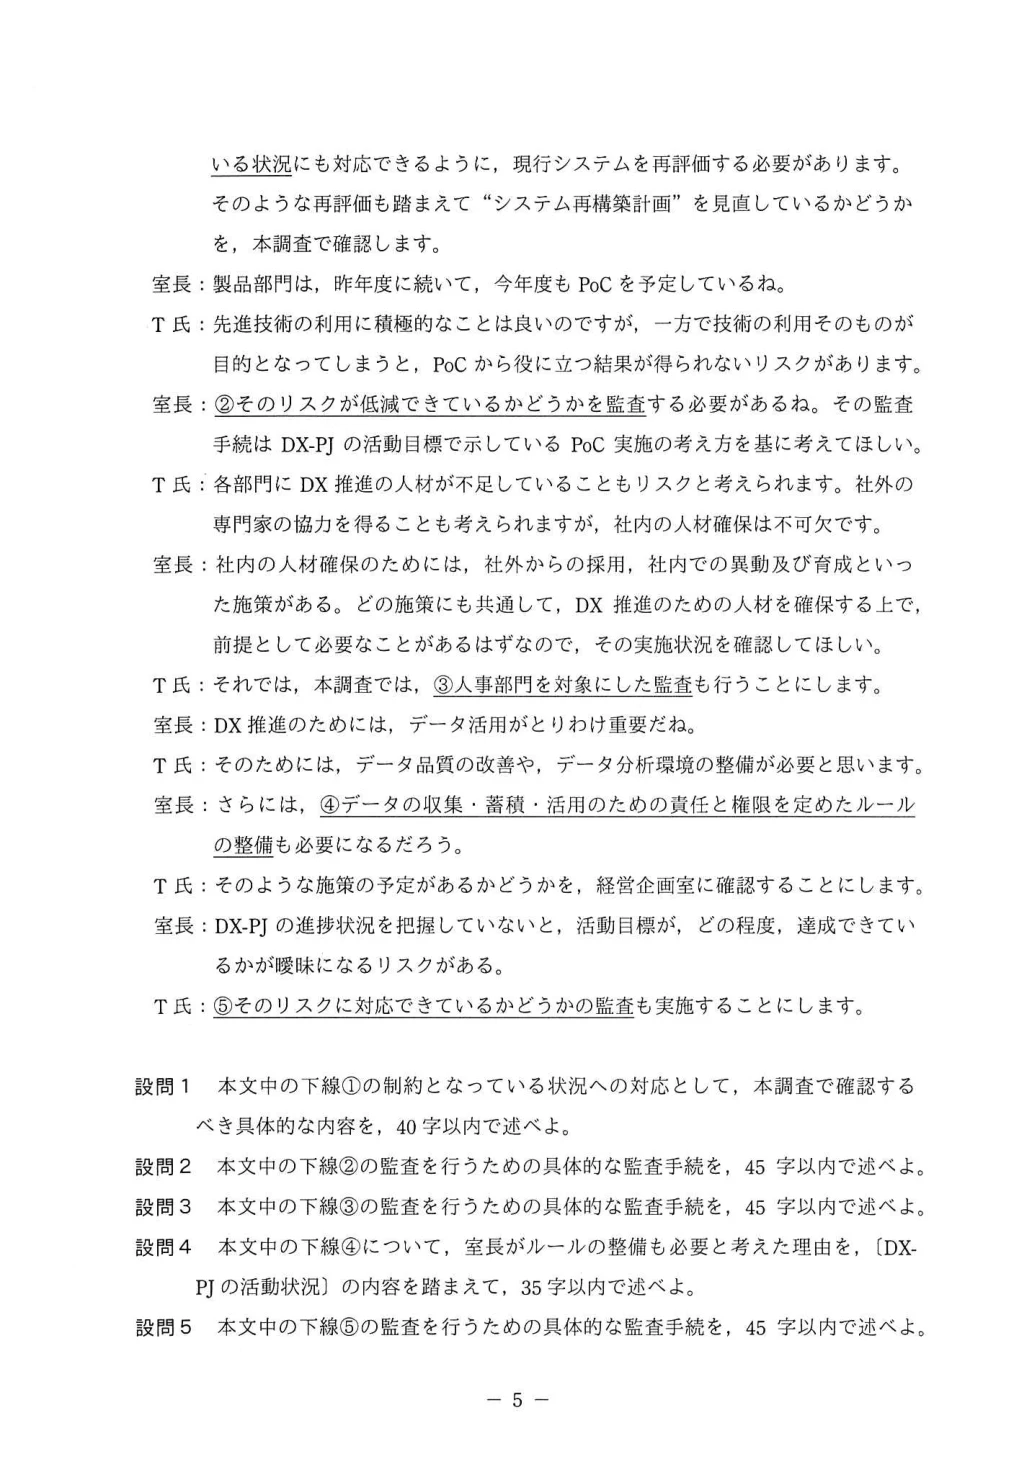 いる状況にも対応できるように，現行システムを再評価する必要があります。
そのような再評価も踏まえて“システム再構築計画”を見直しているかどうか
を，本調査で確認します。
室長：製品部門は，昨年度に続いて，今年度も PoC を予定しているね。
T 氏：先進技術の利用に積極的なことは良いのですが，一方で技術の利用そのものが
目的となってしまうと，PoC から役に立つ結果が得られないリスクがあります。
室長：②そのリスクが低減できているかどうかを監査する必要があるね。その監査
手続は DX-PJ の活動目標で示している PoC 実施の考え方を基に考えてほしい。
T 氏：各部門に DX 推進の人材が不足していることもリスクと考えられます。社外の
専門家の協力を得ることも考えられますが，社内の人材確保は不可欠です。
室長：社内の人材確保のためには，社外からの採用，社内での異動及び育成といっ
た施策がある。どの施策にも共通して，DX 推進のための人材を確保する上で，
前提として必要なことがあるはずなので，その実施状況を確認してほしい。
T 氏：それでは，本調査では，③人事部門を対象にした監査も行うことにします。
室長：DX 推進のためには，データ活用がとりわけ重要だね。
T 氏：そのためには，データ品質の改善や，データ分析環境の整備が必要と思います。
室長：さらには，④データの収集・蓄積・活用のための責任と権限を定めたルール
の整備も必要になるだろう。
T 氏：そのような施策の予定があるかどうかを，経営企画室に確認することにします。
室長：DX-PJ の進捗状況を把握していないと，活動目標が，どの程度，達成できてい
るかが曖昧になるリスクがある。
T 氏：⑤そのリスクに対応できているかどうかの監査も実施することにします。
設問1 本文中の下線①の制約となっている状況への対応として，本調査で確認する
べき具体的な内容を，40 字以内で述べよ。
設問2 本文中の下線②の監査を行うための具体的な監査手続を，45 字以内で述べよ。
設問3 本文中の下線③の監査を行うための具体的な監査手続を，45 字以内で述べよ。
設問4 本文中の下線④について，室長がルールの整備も必要と考えた理由を，〔DX-
PJ の活動状況〕の内容を踏まえて，35 字以内で述べよ。
設問5 本文中の下線⑤の監査を行うための具体的な監査手続を，45 字以内で述べよ。
－ 5 －